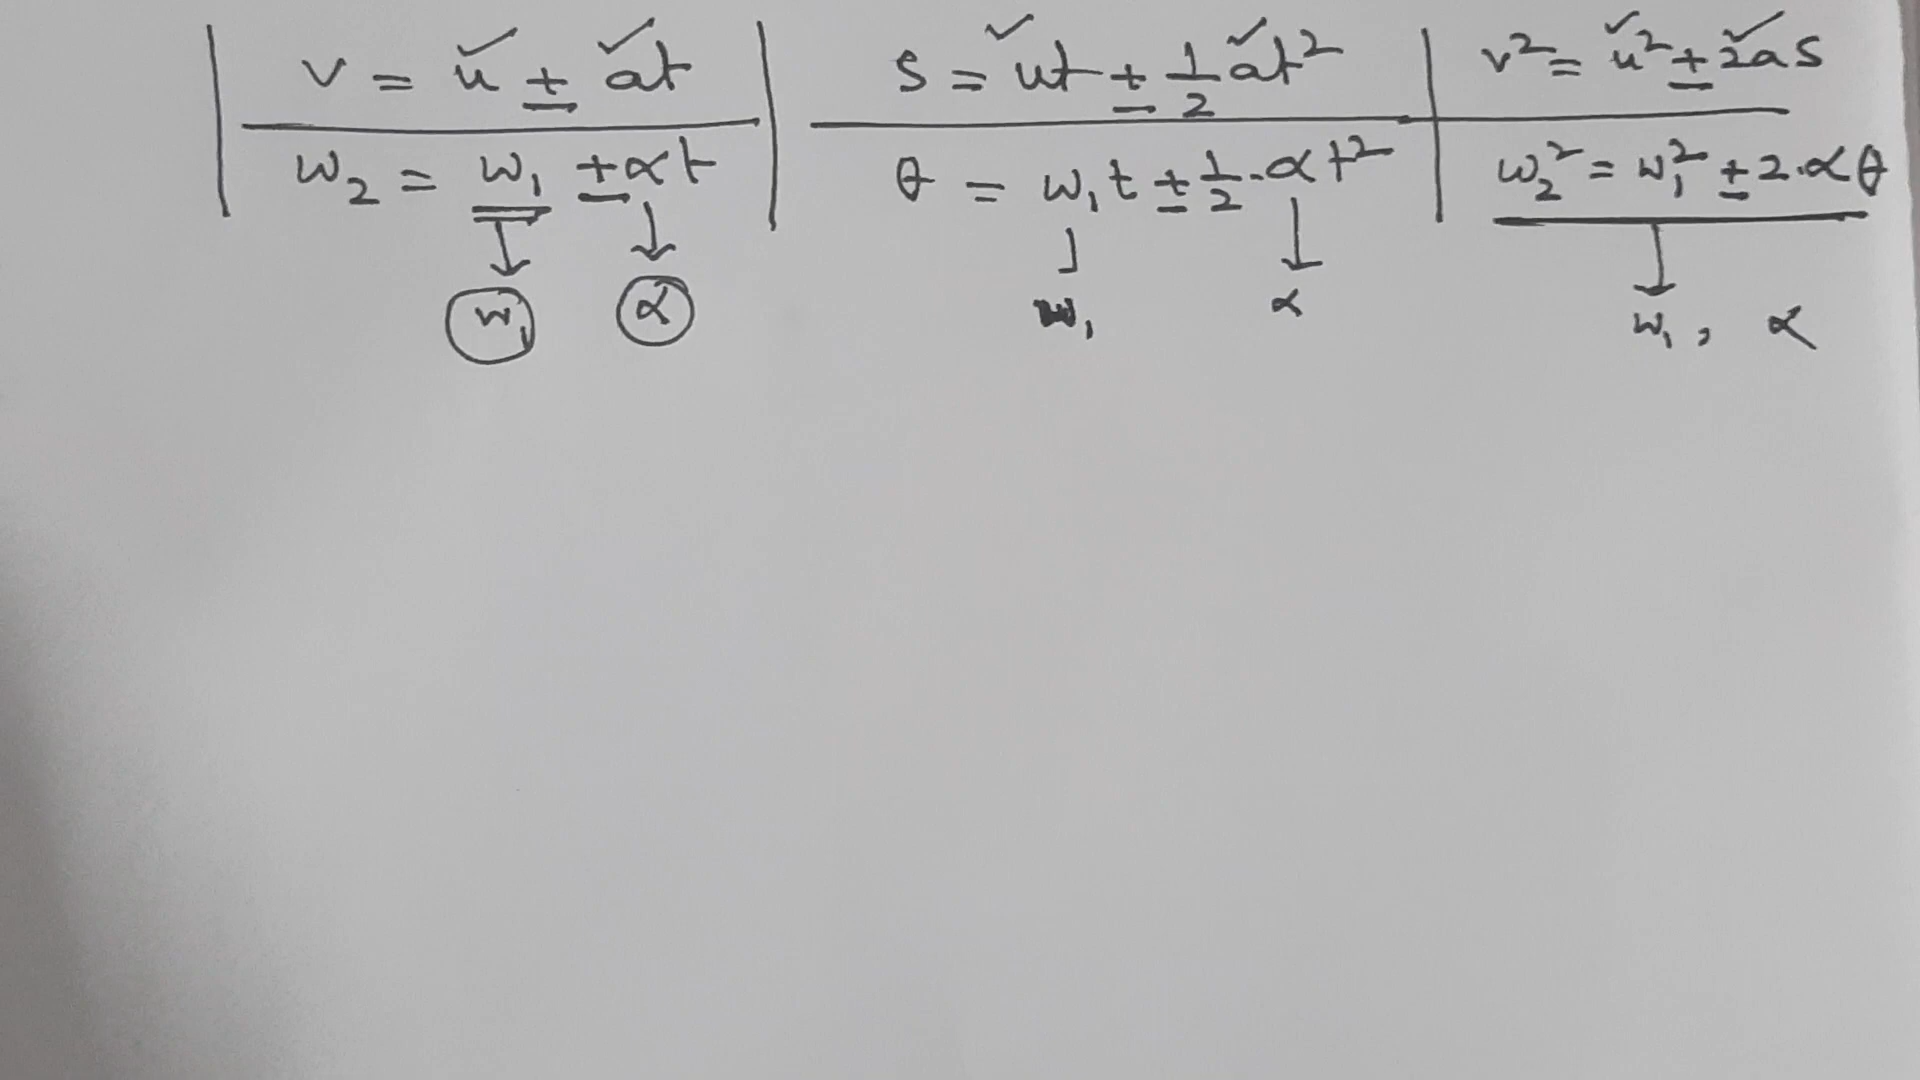 v = u ± at | s = ut ± 1/2 at² | v² = u² ± 2as
ω₂ = ω₁ ± αt | θ = ω₁t ± 1/2 · αt² | ω₂² = ω₁² ± 2·αθ
ω₁ α ω₁ α ω₁, α